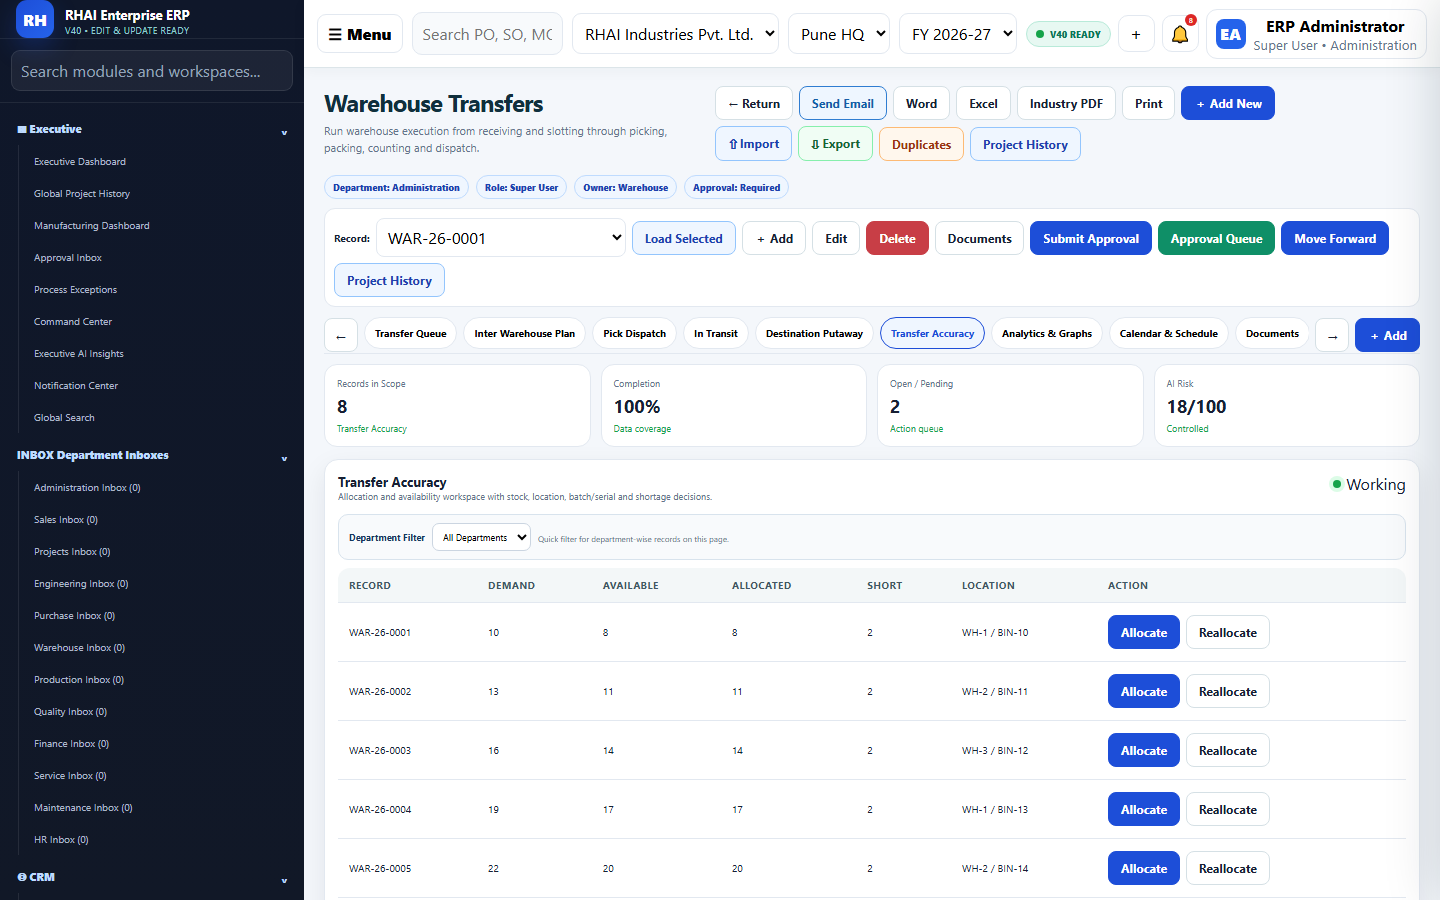 RH
RHAI Enterprise ERP
V40 • EDIT & UPDATE READY
Search modules and workspaces...
Executive
Executive Dashboard
Global Project History
Manufacturing Dashboard
Approval Inbox
Process Exceptions
Command Center
Executive AI Insights
Notification Center
Global Search
INBOX Department Inboxes
Administration Inbox (0)
Sales Inbox (0)
Projects Inbox (0)
Engineering Inbox (0)
Purchase Inbox (0)
Warehouse Inbox (0)
Production Inbox (0)
Quality Inbox (0)
Finance Inbox (0)
Service Inbox (0)
Maintenance Inbox (0)
HR Inbox (0)
CRM
☰ Menu
Search PO, SO, MC
RHAI Industries Pvt. Ltd.
Pune HQ
FY 2026-27
V40 READY
+
8
EA
ERP Administrator
Super User • Administration
Warehouse Transfers
Run warehouse execution from receiving and slotting through picking,
packing, counting and dispatch.
← Return
Send Email
Word
Excel
Industry PDF
Print
+ Add New
⇧ Import
⇩ Export
Duplicates
Project History
Department: Administration
Role: Super User
Owner: Warehouse
Approval: Required
Record:
WAR-26-0001
Load Selected
+ Add
Edit
Delete
Documents
Submit Approval
Approval Queue
Move Forward
Project History
←
Transfer Queue
Inter Warehouse Plan
Pick Dispatch
In Transit
Destination Putaway
Transfer Accuracy
Analytics & Graphs
Calendar & Schedule
Documents
→
+ Add
Records in Scope
8
Transfer Accuracy
Completion
100%
Data coverage
Open / Pending
2
Action queue
AI Risk
18/100
Controlled
Transfer Accuracy
Allocation and availability workspace with stock, location, batch/serial and shortage decisions.
Working
Department Filter
All Departments
Quick filter for department-wise records on this page.
RECORD DEMAND AVAILABLE ALLOCATED SHORT LOCATION ACTION
WAR-26-0001 10 8 8 2 WH-1 / BIN-10 Allocate Reallocate
WAR-26-0002 13 11 11 2 WH-2 / BIN-11 Allocate Reallocate
WAR-26-0003 16 14 14 2 WH-3 / BIN-12 Allocate Reallocate
WAR-26-0004 19 17 17 2 WH-1 / BIN-13 Allocate Reallocate
WAR-26-0005 22 20 20 2 WH-2 / BIN-14 Allocate Reallocate